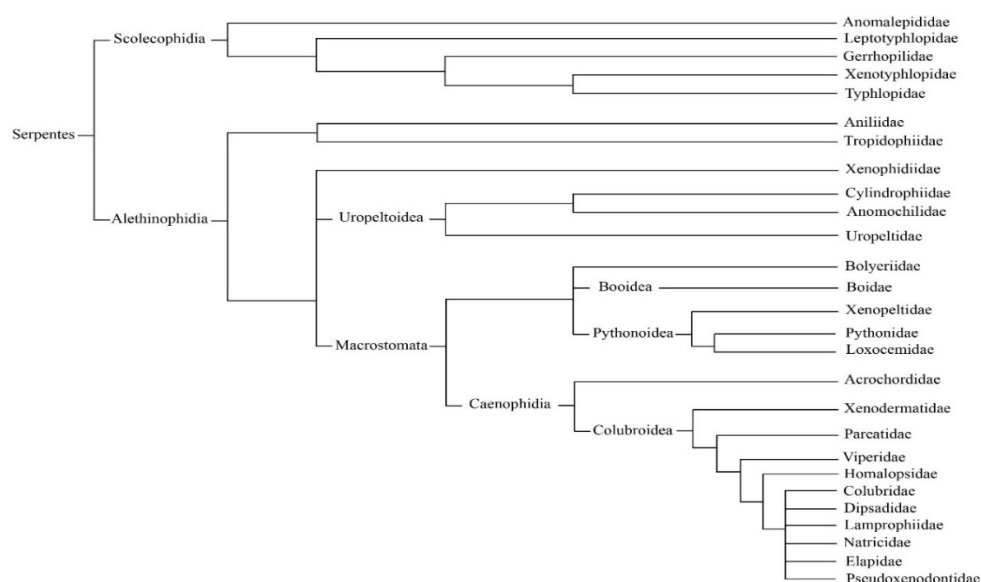 Anomalepididae
Leptotyphlopidae
Scolecophidia
Gerrhopilidae
Xenotyphlopidae
Typhlopidae
Aniliidae
Serpentes
Tropidophiidae
Xenophidiidae
Cylindrophiidae
Anomochilidae
Alethinophidia
Uropeltoidea
Uropeltidae
Bolyeriidae
Booidea
Boidae
Xenopeltidae
Pythonoidea
Pythonidae
Macrostomata
Loxocemidae
Acrochordidae
Caenophidia
Xenodermatidae
Colubroidea
Pareatidae
Viperidae
Homalopsidae
Colubridae
Dipsadidae
Lamprophiidae
Natricidae
Elapidae
Pseudoxenodontidae